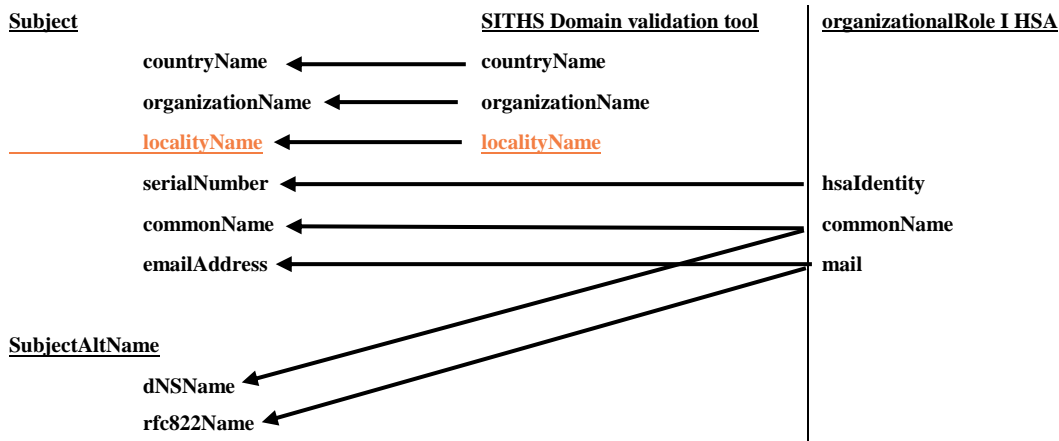 Subject SITHS Domain validation tool organizationalRole I HSA
countryName countryName
organizationName organizationName
localityName localityName
serialNumber hsaIdentity
commonName commonName
emailAddress mail
SubjectAltName
dNSName
rfc822Name